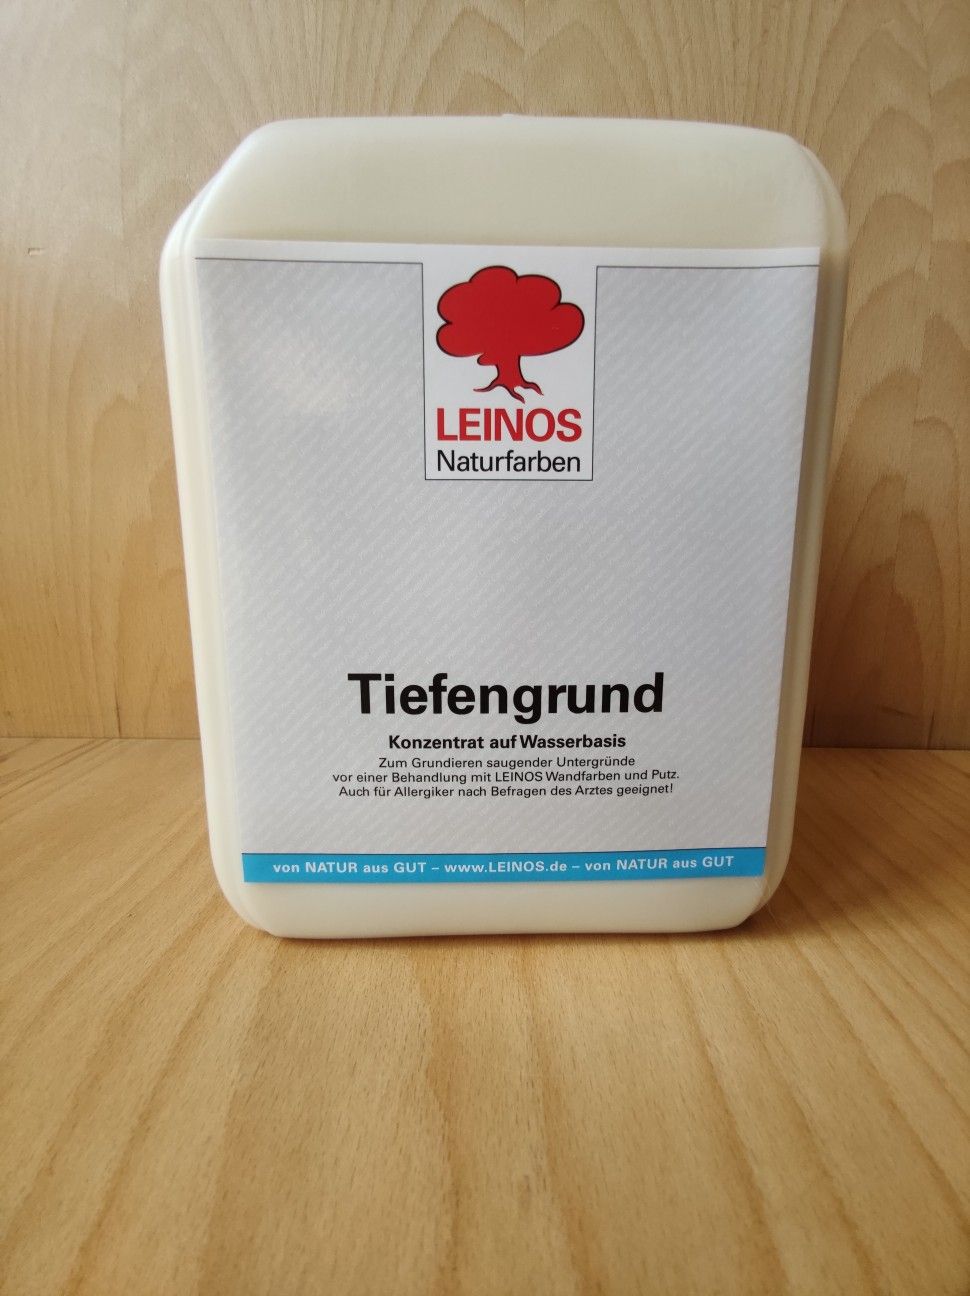 LEINOS
Naturfarben
Tiefengrund
Konzentrat auf Wasserbasis
Zum Grundieren saugender Untergründe
vor einer Behandlung mit LEINOS Wandfarben und Putz.
Auch für Allergiker nach Befragen des Arztes geeignet!
von NATUR aus GUT – www.LEINOS.de – von NATUR aus GUT